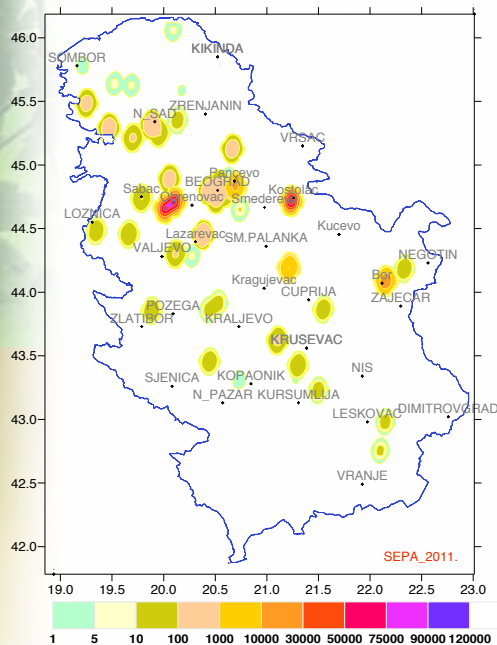 46.0
KIKINDA
SOMBOR
45.5
ZRENJANIN
N_SAD
VRSAC
45.0
Pancevo
BEOGRAD
Sabac
Kostolac
Obrenovac
Smederevo
44.5
LOZNICA
Kucevo
Lazarevac
SM.PALANKA
VALJEVO
NEGOTIN
Bor
Kragujevac
44.0
CUPRIJA
ZAJECAR
POZEGA
ZLATIBOR
KRALJEVO
43.5
KRUSEVAC
NIS
SJENICA
KOPAONIK
N_PAZAR
KURSUMLIJA
43.0
LESKOVAC
DIMITROVGRAD
42.5
VRANJE
42.0
SEPA_2011.
19.0 19.5 20.0 20.5 21.0 21.5 22.0 22.5 23.0
1 5 10 100 1000 10000 30000 50000 75000 90000 120000